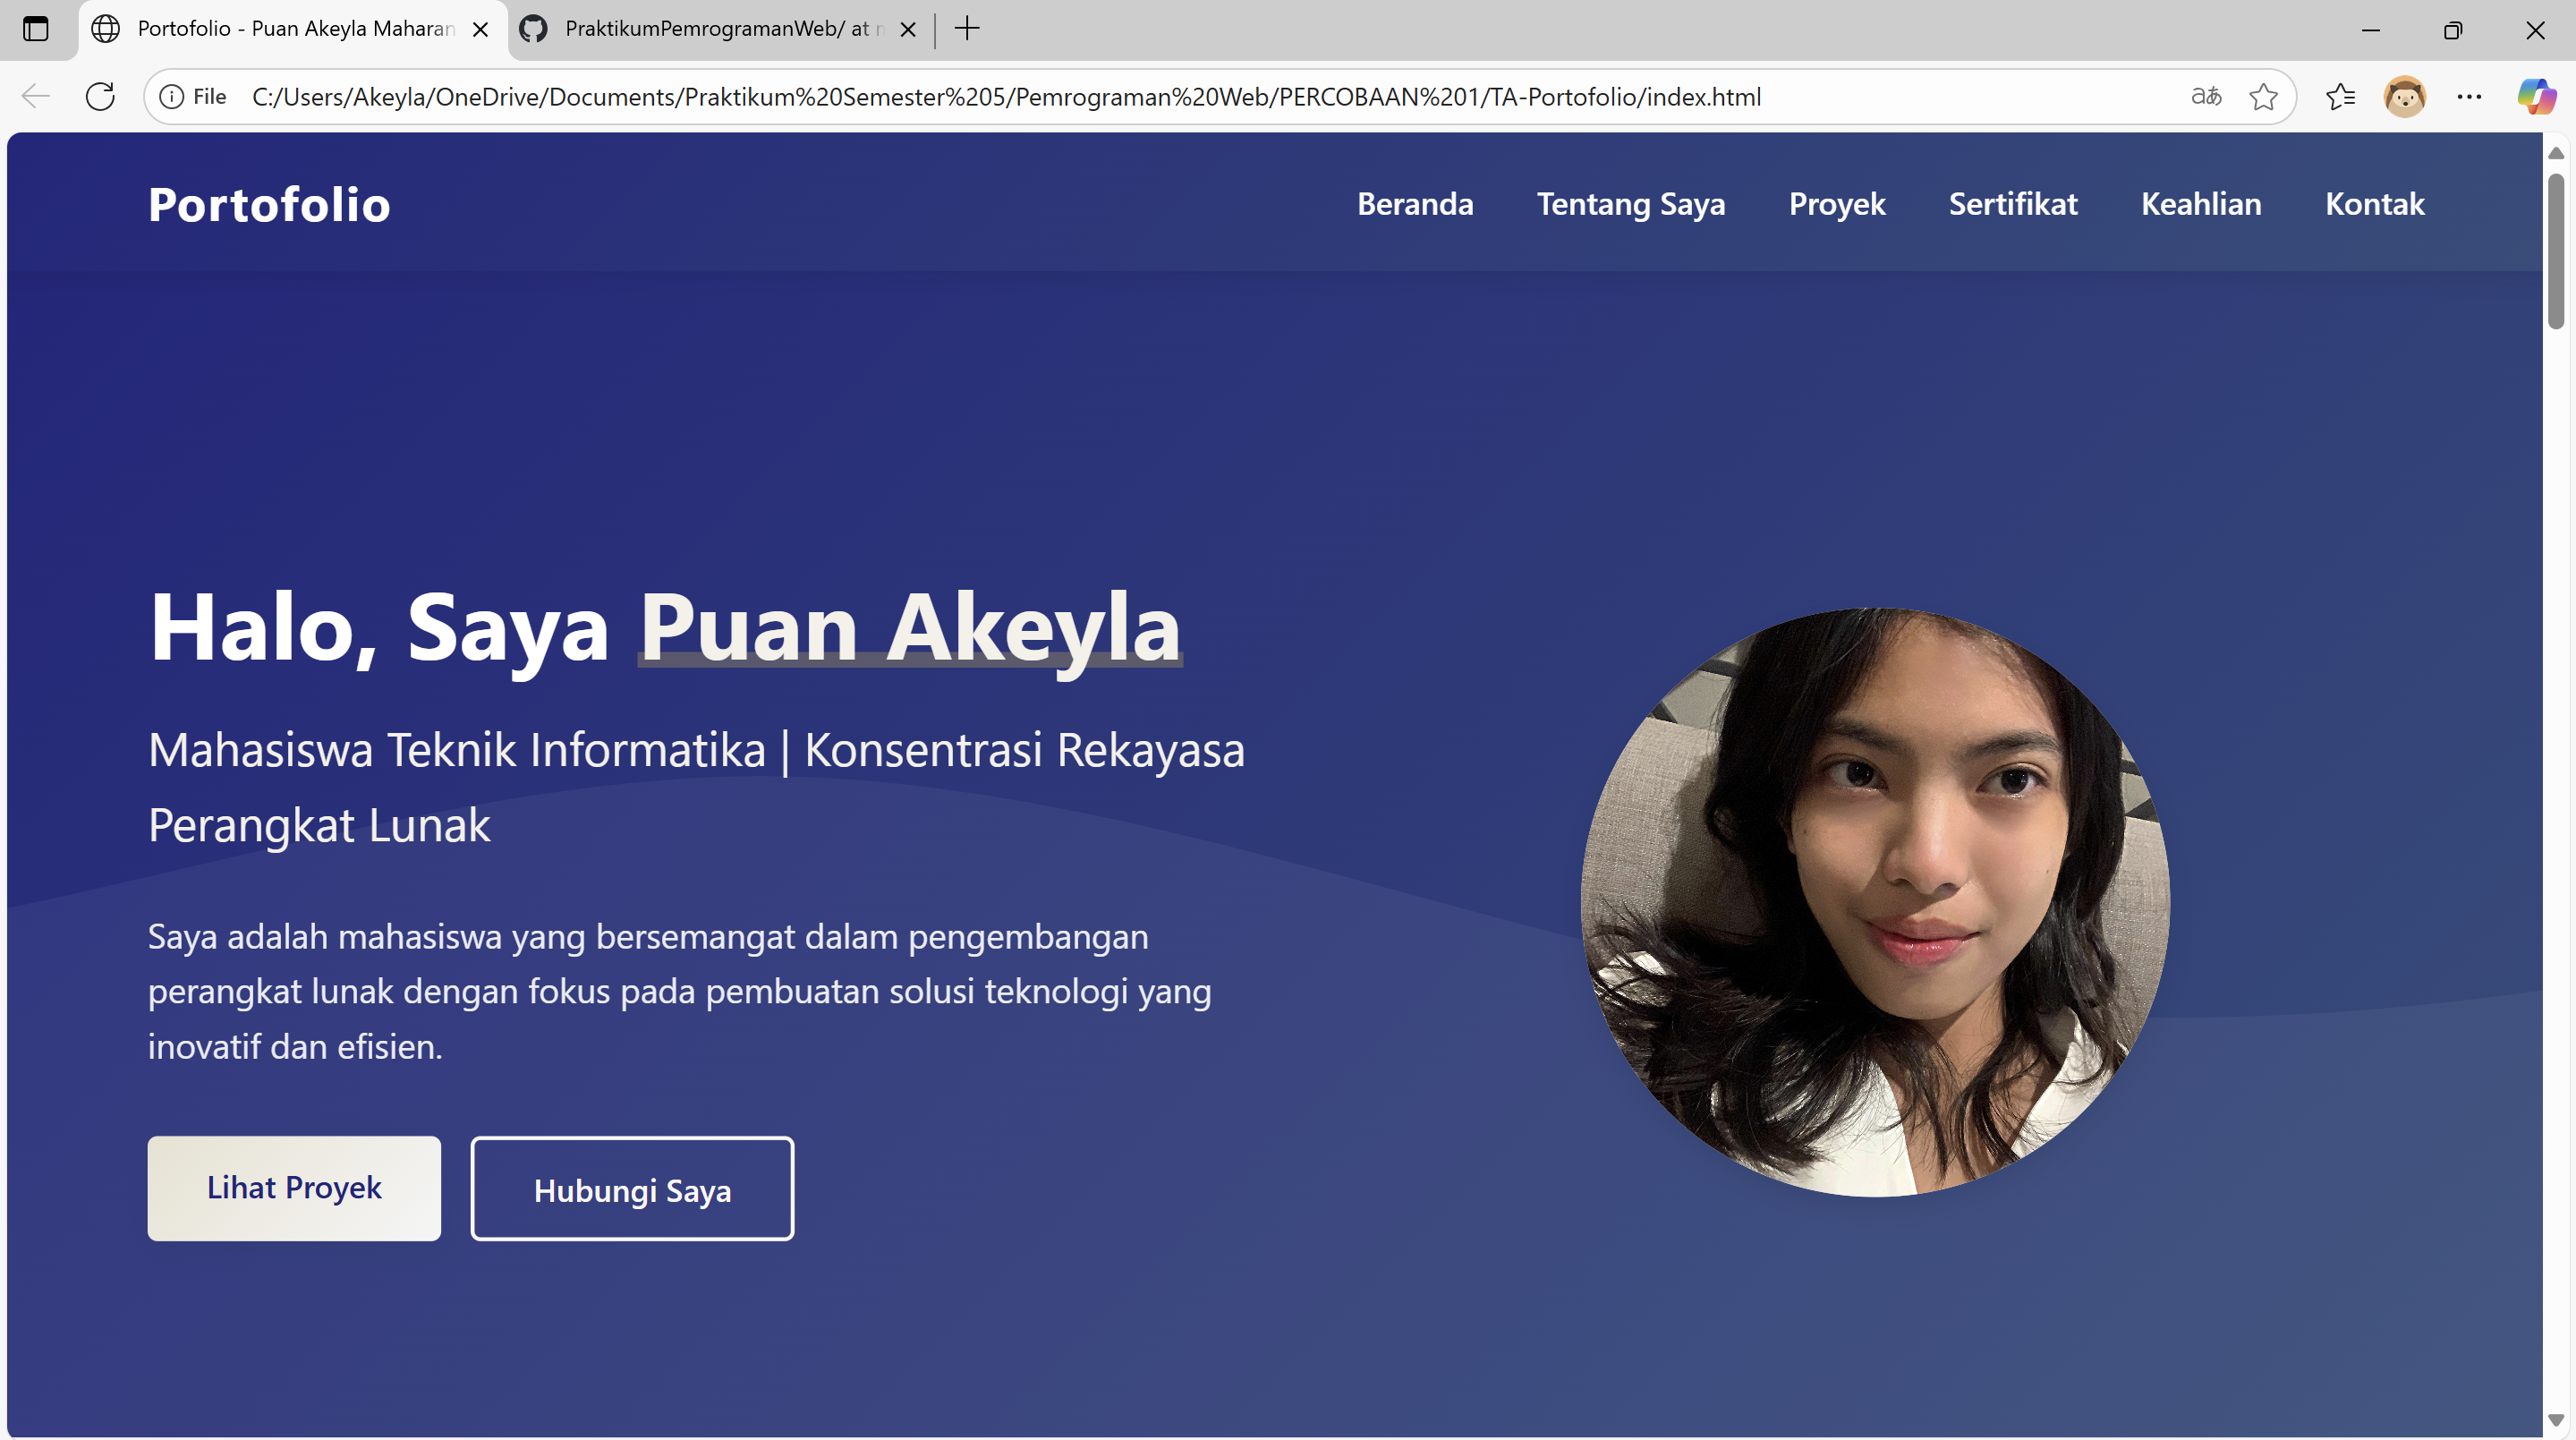 Portofolio - Puan Akeyla Maharan
PraktikumPemrogramanWeb/ at
File
C:/Users/Akeyla/OneDrive/Documents/Praktikum%20Semester%205/Pemrograman%20Web/PERCOBAAN%201/TA-Portofolio/index.html
aあ
Portofolio
Beranda
Tentang Saya
Proyek
Sertifikat
Keahlian
Kontak
Halo, Saya Puan Akeyla
Mahasiswa Teknik Informatika | Konsentrasi Rekayasa
Perangkat Lunak
Saya adalah mahasiswa yang bersemangat dalam pengembangan
perangkat lunak dengan fokus pada pembuatan solusi teknologi yang
inovatif dan efisien.
Lihat Proyek
Hubungi Saya